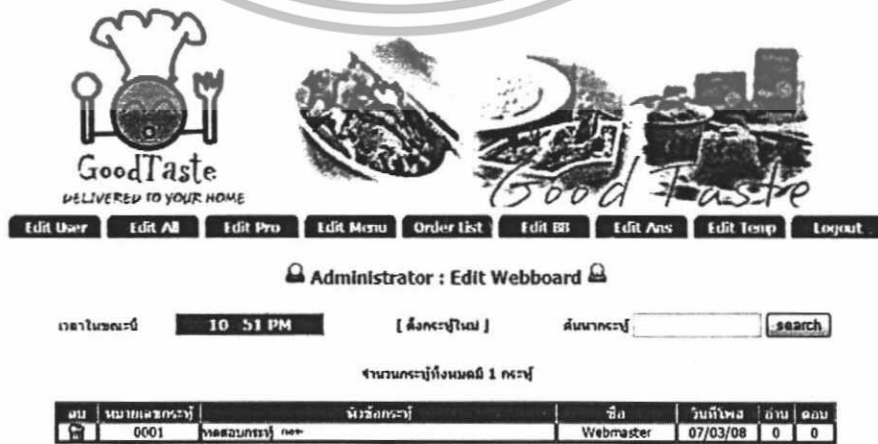 GoodTaste
DELIVERED TO YOUR HOME
Good Taste
Edit User Edit All Edit Pro Edit Menu Order List Edit BB Edit Ans Edit Temp Logout
Administrator : Edit Webboard
เวลาในขณะนี้ 10 51 PM [ ตั้งกระทู้ใหม่ ] ค้นหากระทู้ search
จำนวนกระทู้ทั้งหมดมี 1 กระทู้
ลบ หมายเลขกระทู้ หัวข้อกระทู้ ชื่อ วันที่โพส อ่าน ตอบ
0001 ทดสอบกระทู้ Webmaster 07/03/08 0 0